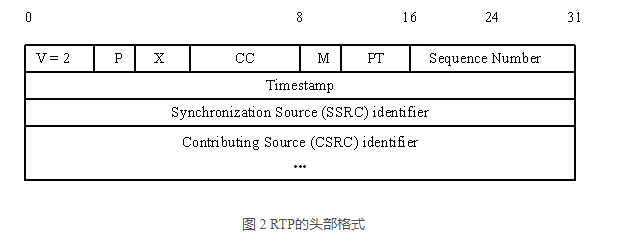 0 8 16 24 31
V = 2 P X CC M PT Sequence Number
Timestamp
Synchronization Source (SSRC) identifier
Contributing Source (CSRC) identifier
...
图 2 RTP的头部格式